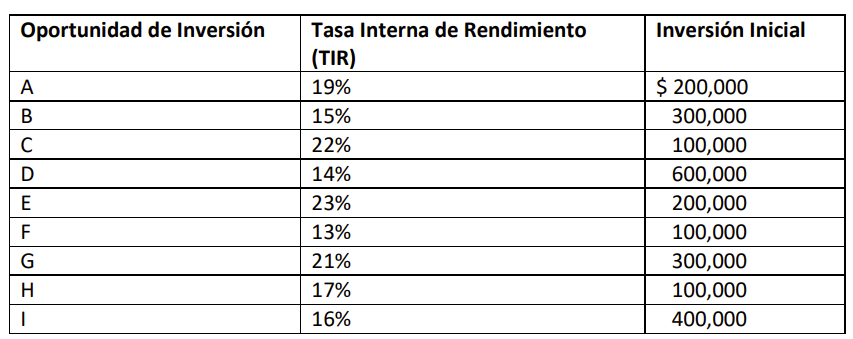 Oportunidad de Inversión Tasa Interna de Rendimiento (TIR) Inversión Inicial
A 19% $ 200,000
B 15% 300,000
C 22% 100,000
D 14% 600,000
E 23% 200,000
F 13% 100,000
G 21% 300,000
H 17% 100,000
I 16% 400,000